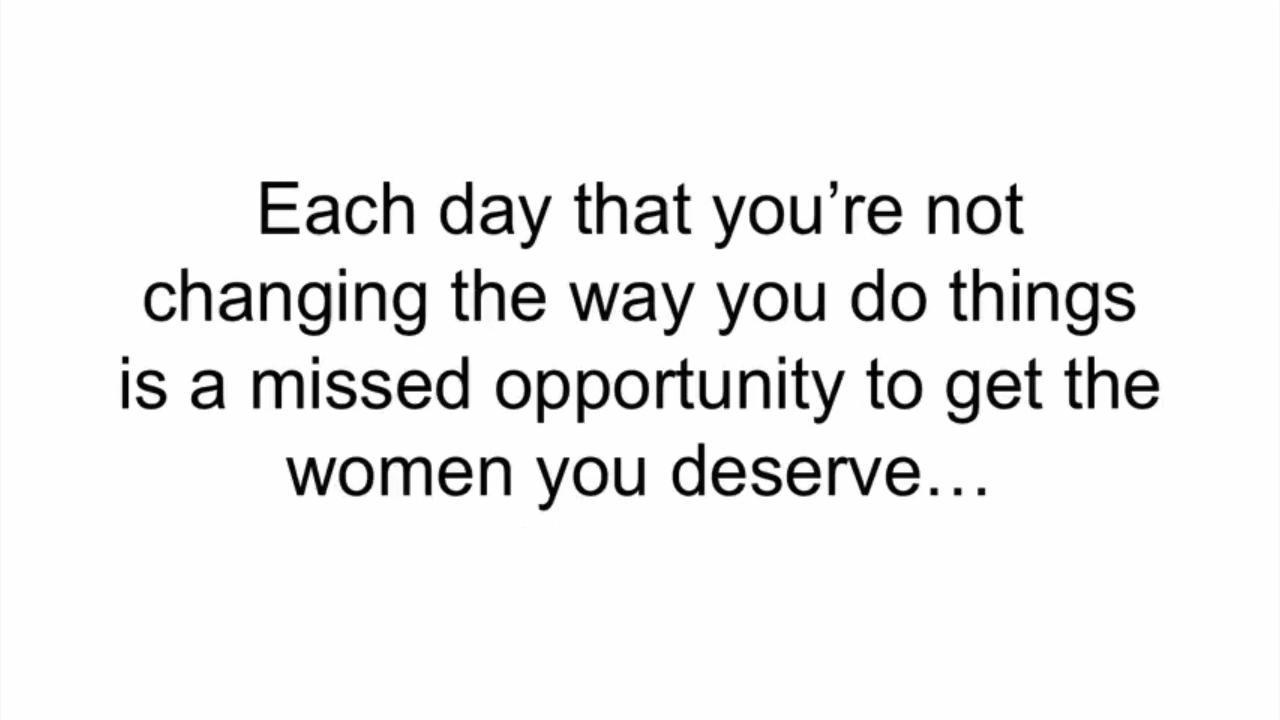 Each day that you’re not
changing the way you do things
is a missed opportunity to get the
women you deserve…